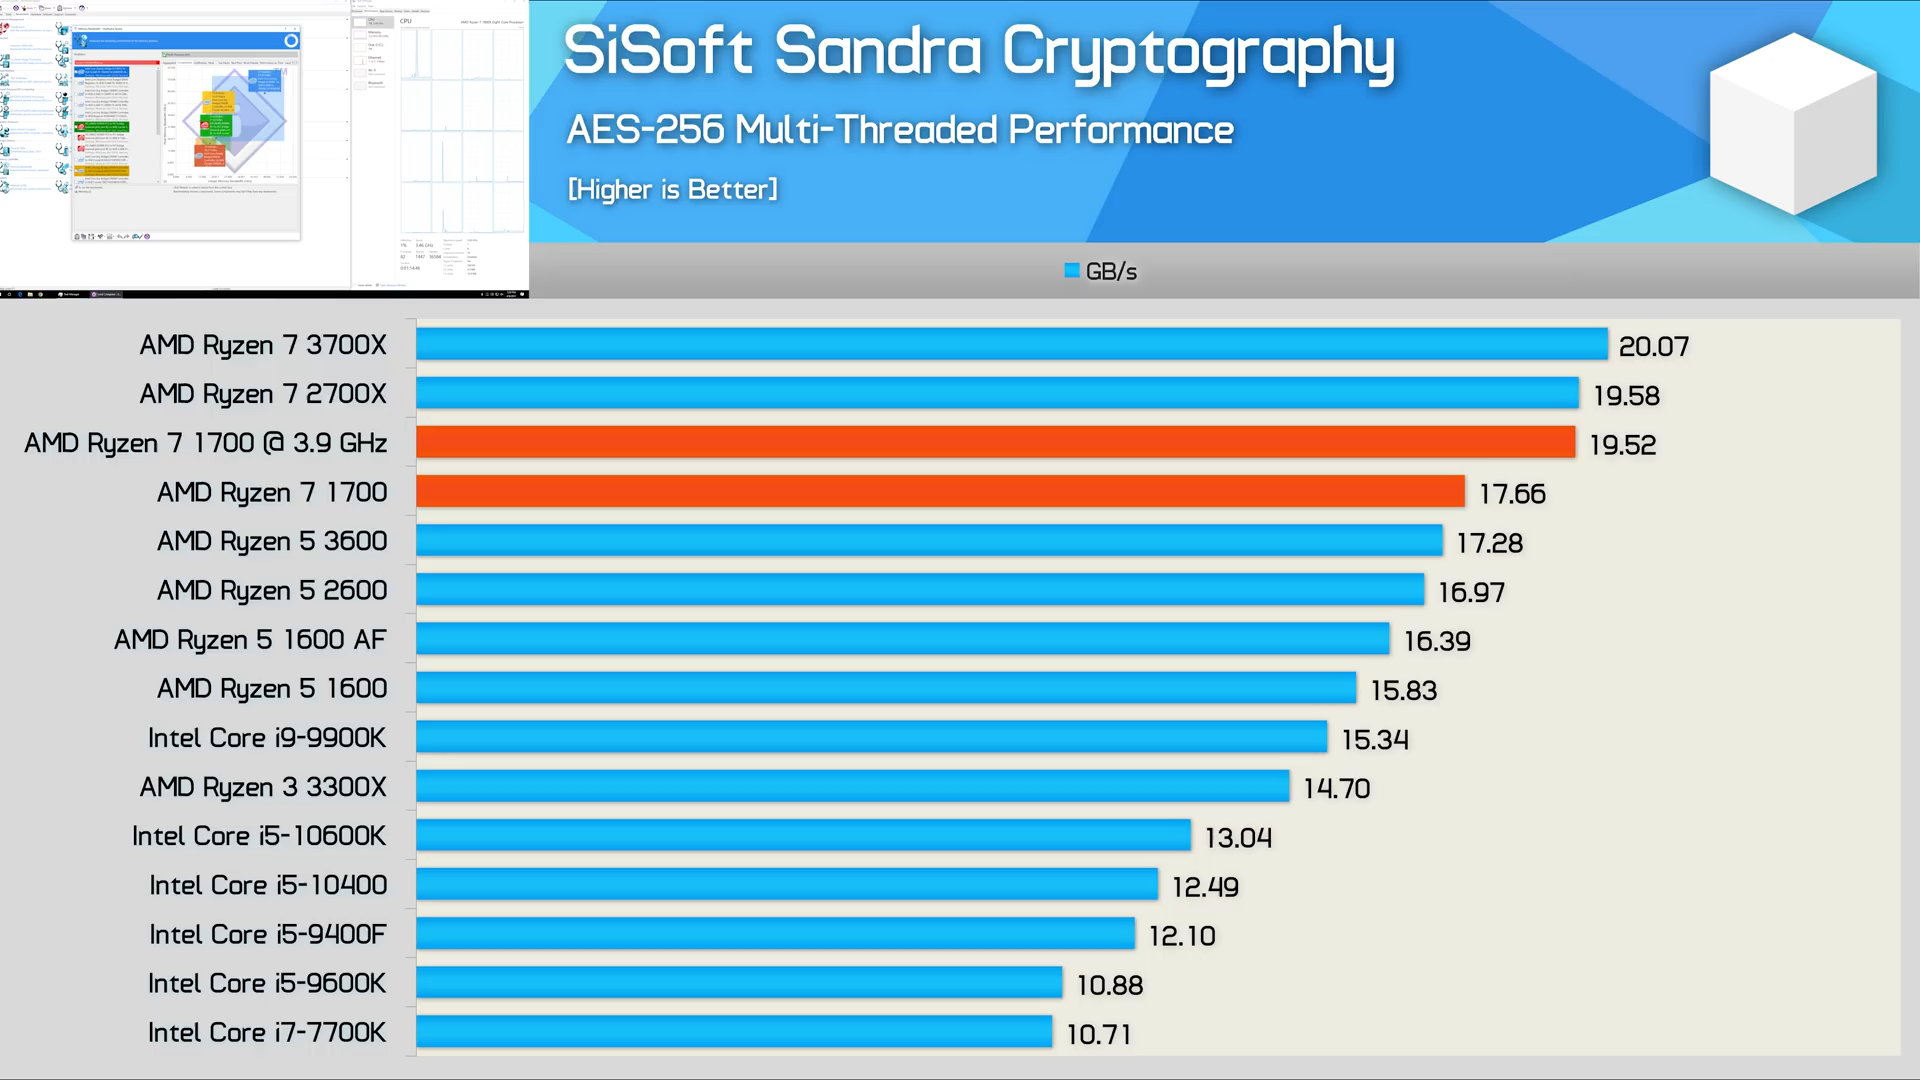 SiSoft Sandra Cryptography
AES-256 Multi-Threaded Performance
[Higher is Better]
GB/s
CPU
AMD Ryzen 7 3700X 20.07
AMD Ryzen 7 2700X 19.58
AMD Ryzen 7 1700 @ 3.9 GHz 19.52
AMD Ryzen 7 1700 17.66
AMD Ryzen 5 3600 17.28
AMD Ryzen 5 2600 16.97
AMD Ryzen 5 1600 AF 16.39
AMD Ryzen 5 1600 15.83
Intel Core i9-9900K 15.34
AMD Ryzen 3 3300X 14.70
Intel Core i5-10600K 13.04
Intel Core i5-10400 12.49
Intel Core i5-9400F 12.10
Intel Core i5-9600K 10.88
Intel Core i7-7700K 10.71